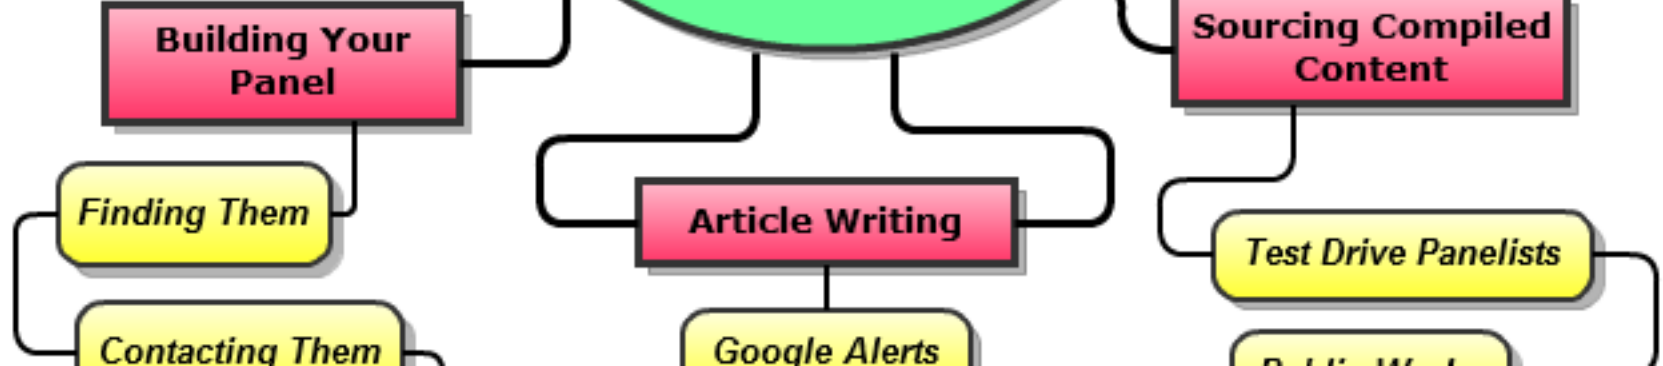 Building Your
Panel
Sourcing Compiled
Content
Finding Them
Article Writing
Test Drive Panelists
Contacting Them
Google Alerts